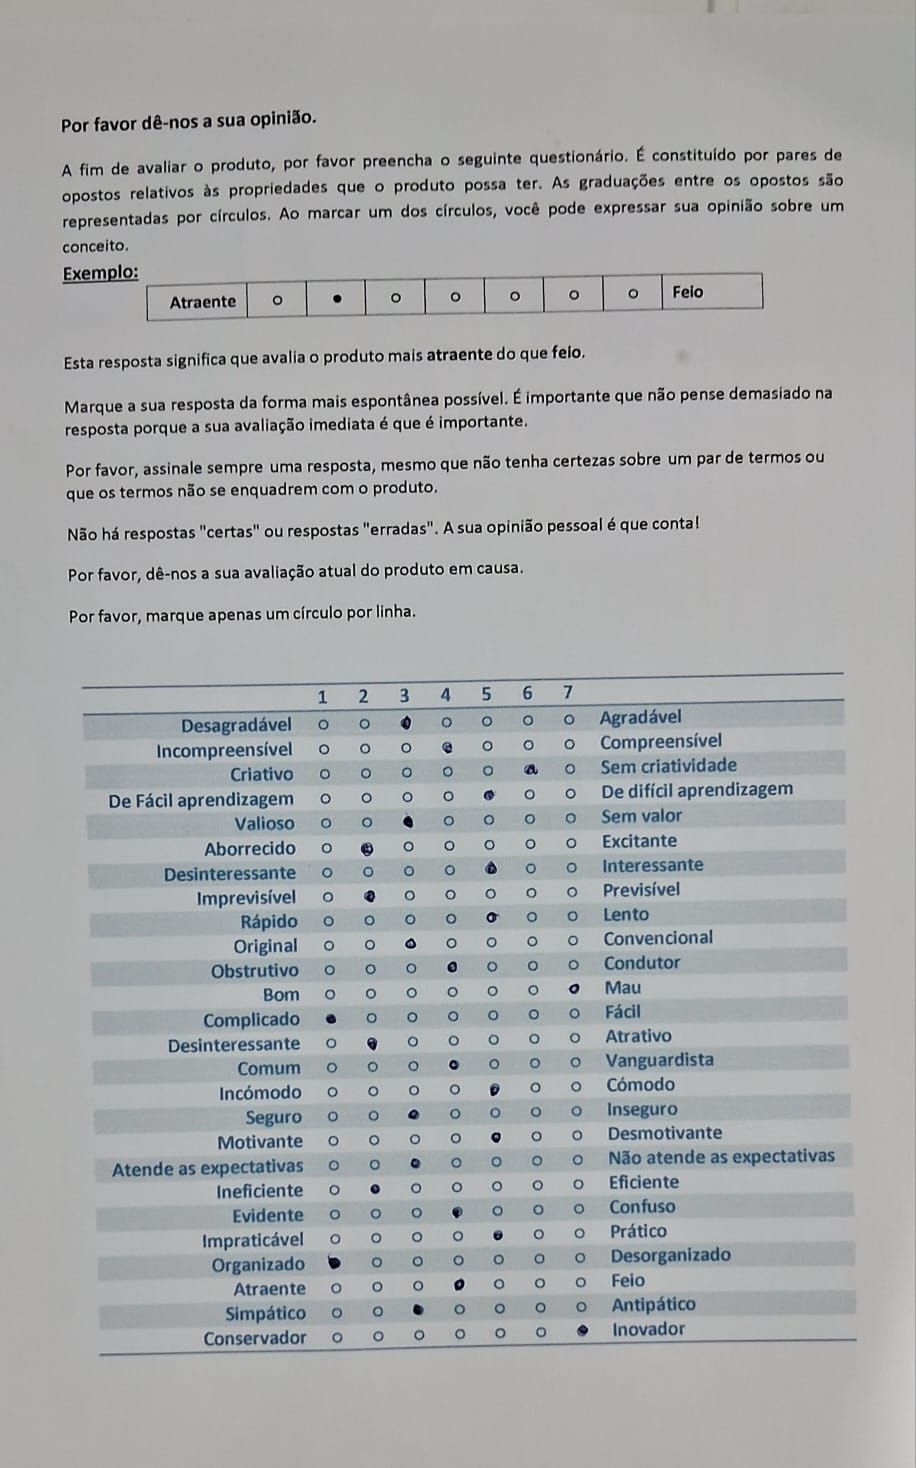 Por favor dê-nos a sua opinião.
A fim de avaliar o produto, por favor preencha o seguinte questionário. É constituído por pares de
opostos relativos às propriedades que o produto possa ter. As graduações entre os opostos são
representadas por círculos. Ao marcar um dos círculos, você pode expressar sua opinião sobre um
conceito.
Exemplo:
Atraente Feio
Esta resposta significa que avalia o produto mais atraente do que feio.
Marque a sua resposta da forma mais espontânea possível. É importante que não pense demasiado na
resposta porque a sua avaliação imediata é que é importante.
Por favor, assinale sempre uma resposta, mesmo que não tenha certezas sobre um par de termos ou
que os termos não se enquadrem com o produto.
Não há respostas "certas" ou respostas "erradas". A sua opinião pessoal é que conta!
Por favor, dê-nos a sua avaliação atual do produto em causa.
Por favor, marque apenas um círculo por linha.
1 2 3 4 5 6 7
Desagradável Agradável
Incompreensível Compreensível
Criativo Sem criatividade
De Fácil aprendizagem De difícil aprendizagem
Valioso Sem valor
Aborrecido Excitante
Desinteressante Interessante
Imprevisível Previsível
Rápido Lento
Original Convencional
Obstrutivo Condutor
Bom Mau
Complicado Fácil
Desinteressante Atrativo
Comum Vanguardista
Incómodo Cómodo
Seguro Inseguro
Motivante Desmotivante
Atende as expectativas Não atende as expectativas
Ineficiente Eficiente
Evidente Confuso
Impraticável Prático
Organizado Desorganizado
Atraente Feio
Simpático Antipático
Conservador Inovador